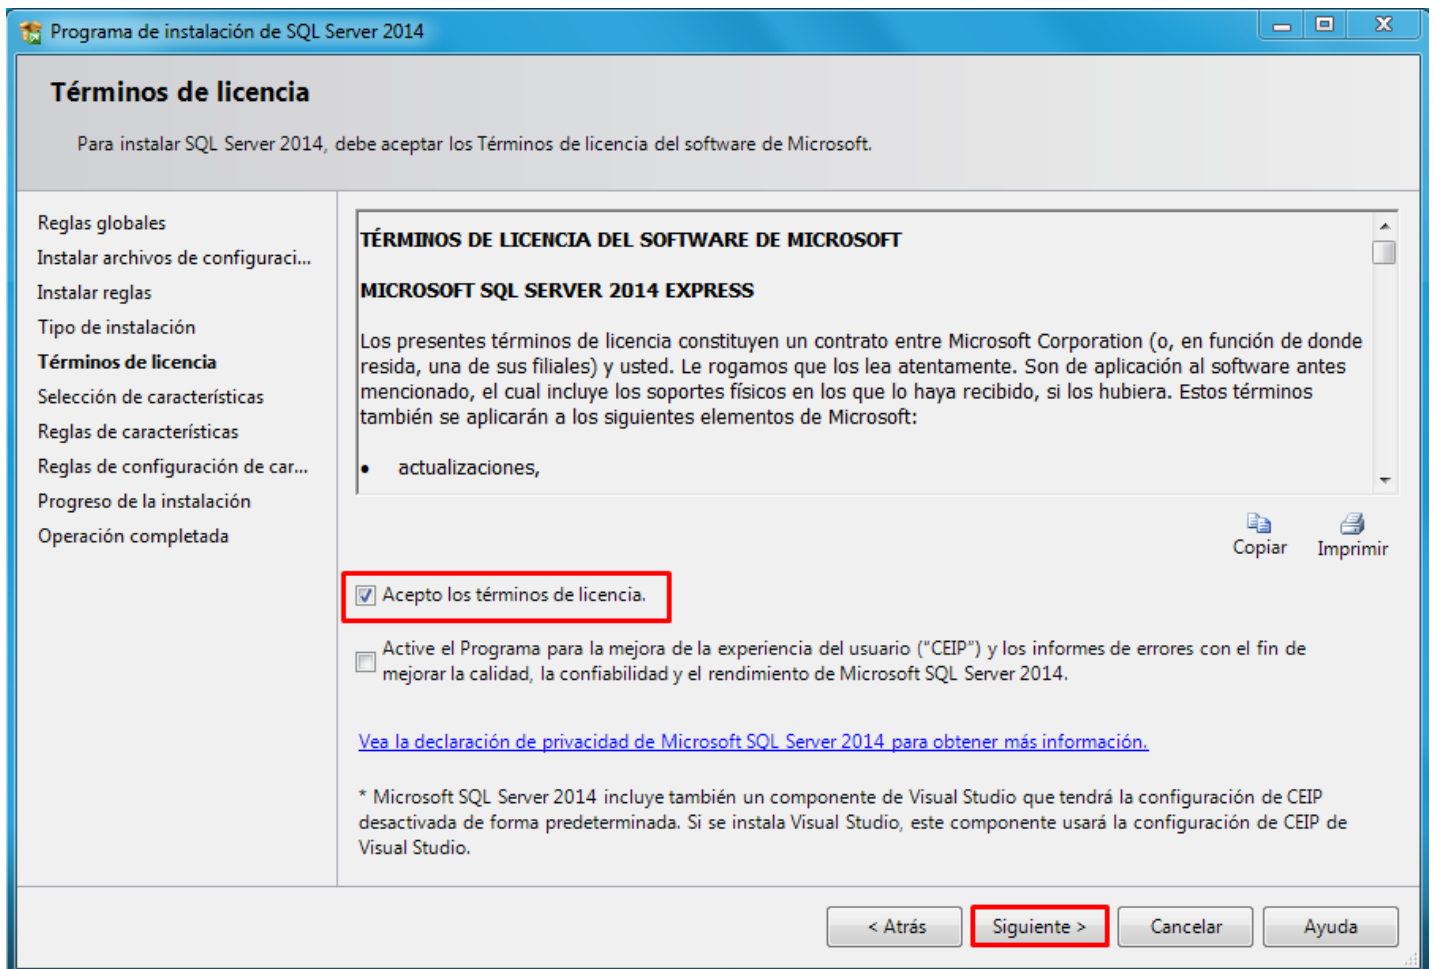 Programa de instalación de SQL Server 2014
Términos de licencia
Para instalar SQL Server 2014, debe aceptar los Términos de licencia del software de Microsoft.
Reglas globales
Instalar archivos de configuraci...
Instalar reglas
Tipo de instalación
Términos de licencia
Selección de características
Reglas de características
Reglas de configuración de car...
Progreso de la instalación
Operación completada
TÉRMINOS DE LICENCIA DEL SOFTWARE DE MICROSOFT
MICROSOFT SQL SERVER 2014 EXPRESS
Los presentes términos de licencia constituyen un contrato entre Microsoft Corporation (o, en función de donde
resida, una de sus filiales) y usted. Le rogamos que los lea atentamente. Son de aplicación al software antes
mencionado, el cual incluye los soportes físicos en los que lo haya recibido, si los hubiera. Estos términos
también se aplicarán a los siguientes elementos de Microsoft:
• actualizaciones,
Copiar Imprimir
Acepto los términos de licencia.
Active el Programa para la mejora de la experiencia del usuario ("CEIP") y los informes de errores con el fin de
mejorar la calidad, la confiabilidad y el rendimiento de Microsoft SQL Server 2014.
Vea la declaración de privacidad de Microsoft SQL Server 2014 para obtener más información.
* Microsoft SQL Server 2014 incluye también un componente de Visual Studio que tendrá la configuración de CEIP
desactivada de forma predeterminada. Si se instala Visual Studio, este componente usará la configuración de CEIP de
Visual Studio.
< Atrás Siguiente > Cancelar Ayuda